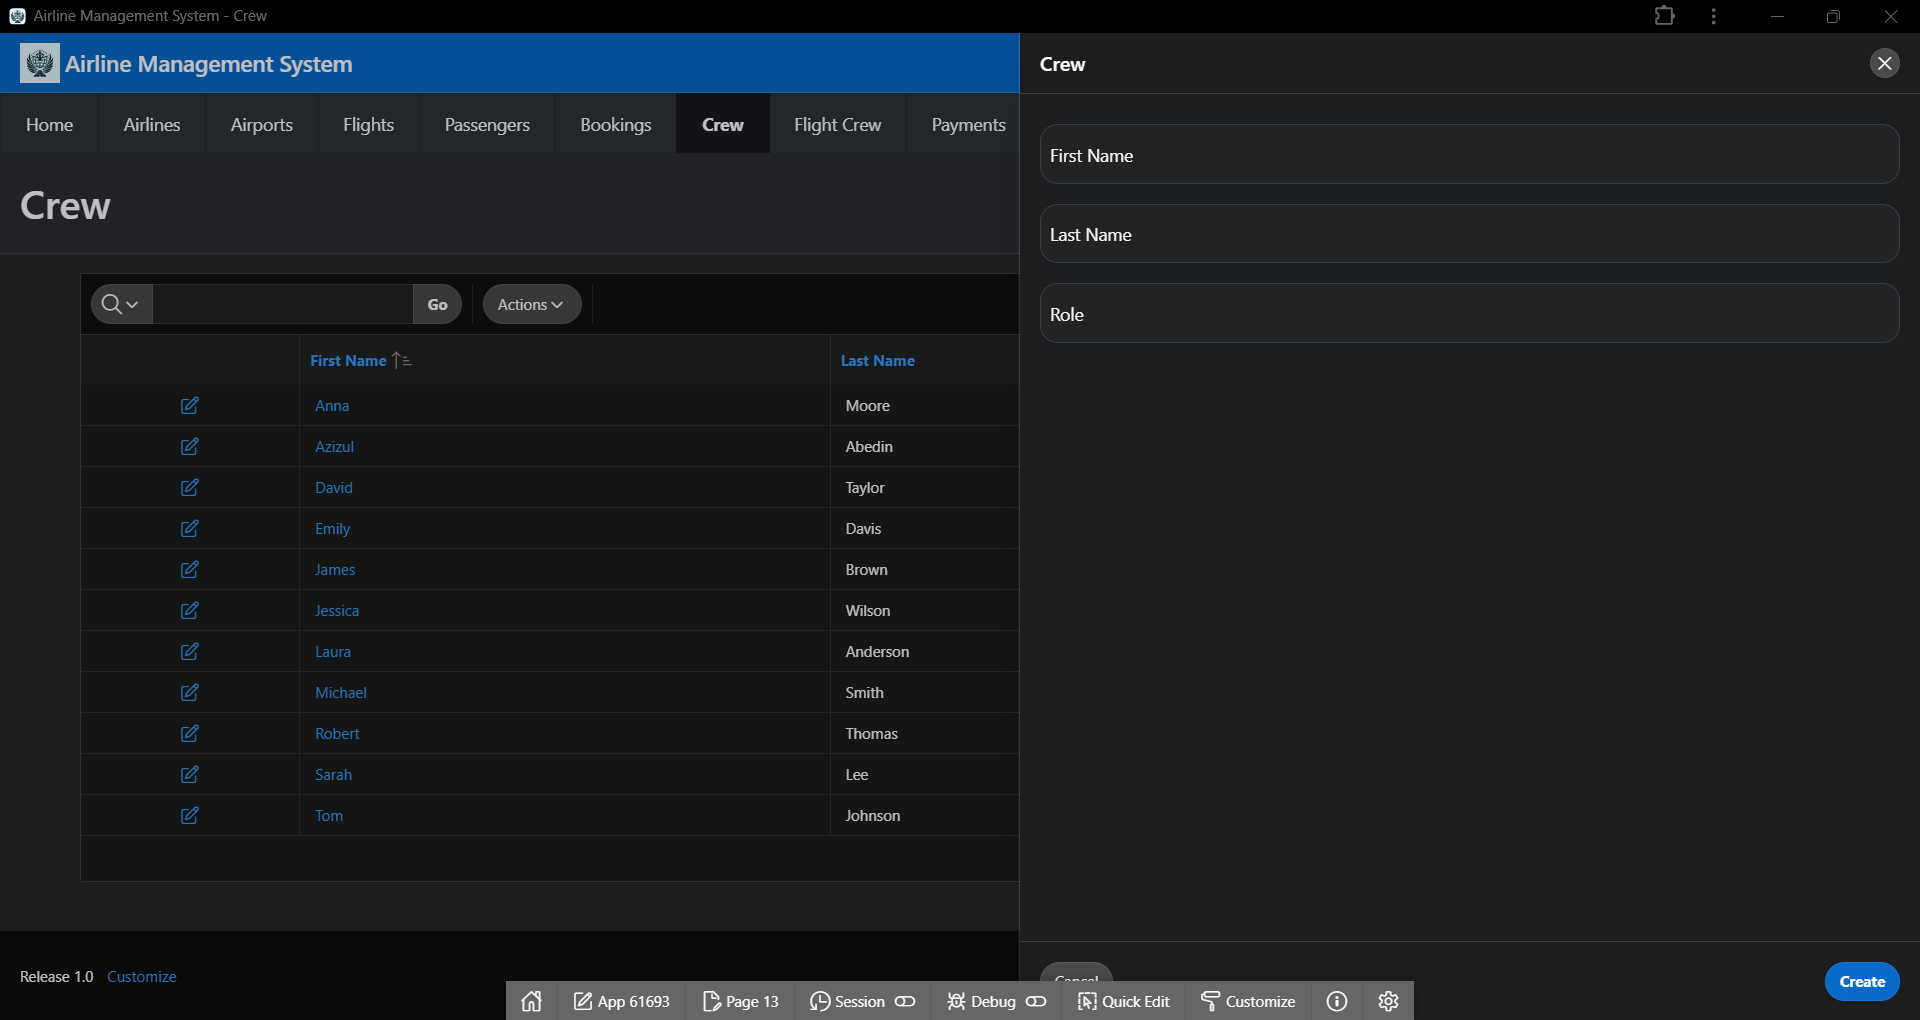 Airline Management System - Crew
Airline Management System
Home Airlines Airports Flights Passengers Bookings Crew Flight Crew Payments
Crew
Go Actions
First Name Last Name
Anna Moore
Azizul Abedin
David Taylor
Emily Davis
James Brown
Jessica Wilson
Laura Anderson
Michael Smith
Robert Thomas
Sarah Lee
Tom Johnson
Release 1.0 Customize
Crew
First Name
Last Name
Role
Cancel Create
App 61693 Page 13 Session Debug Quick Edit Customize